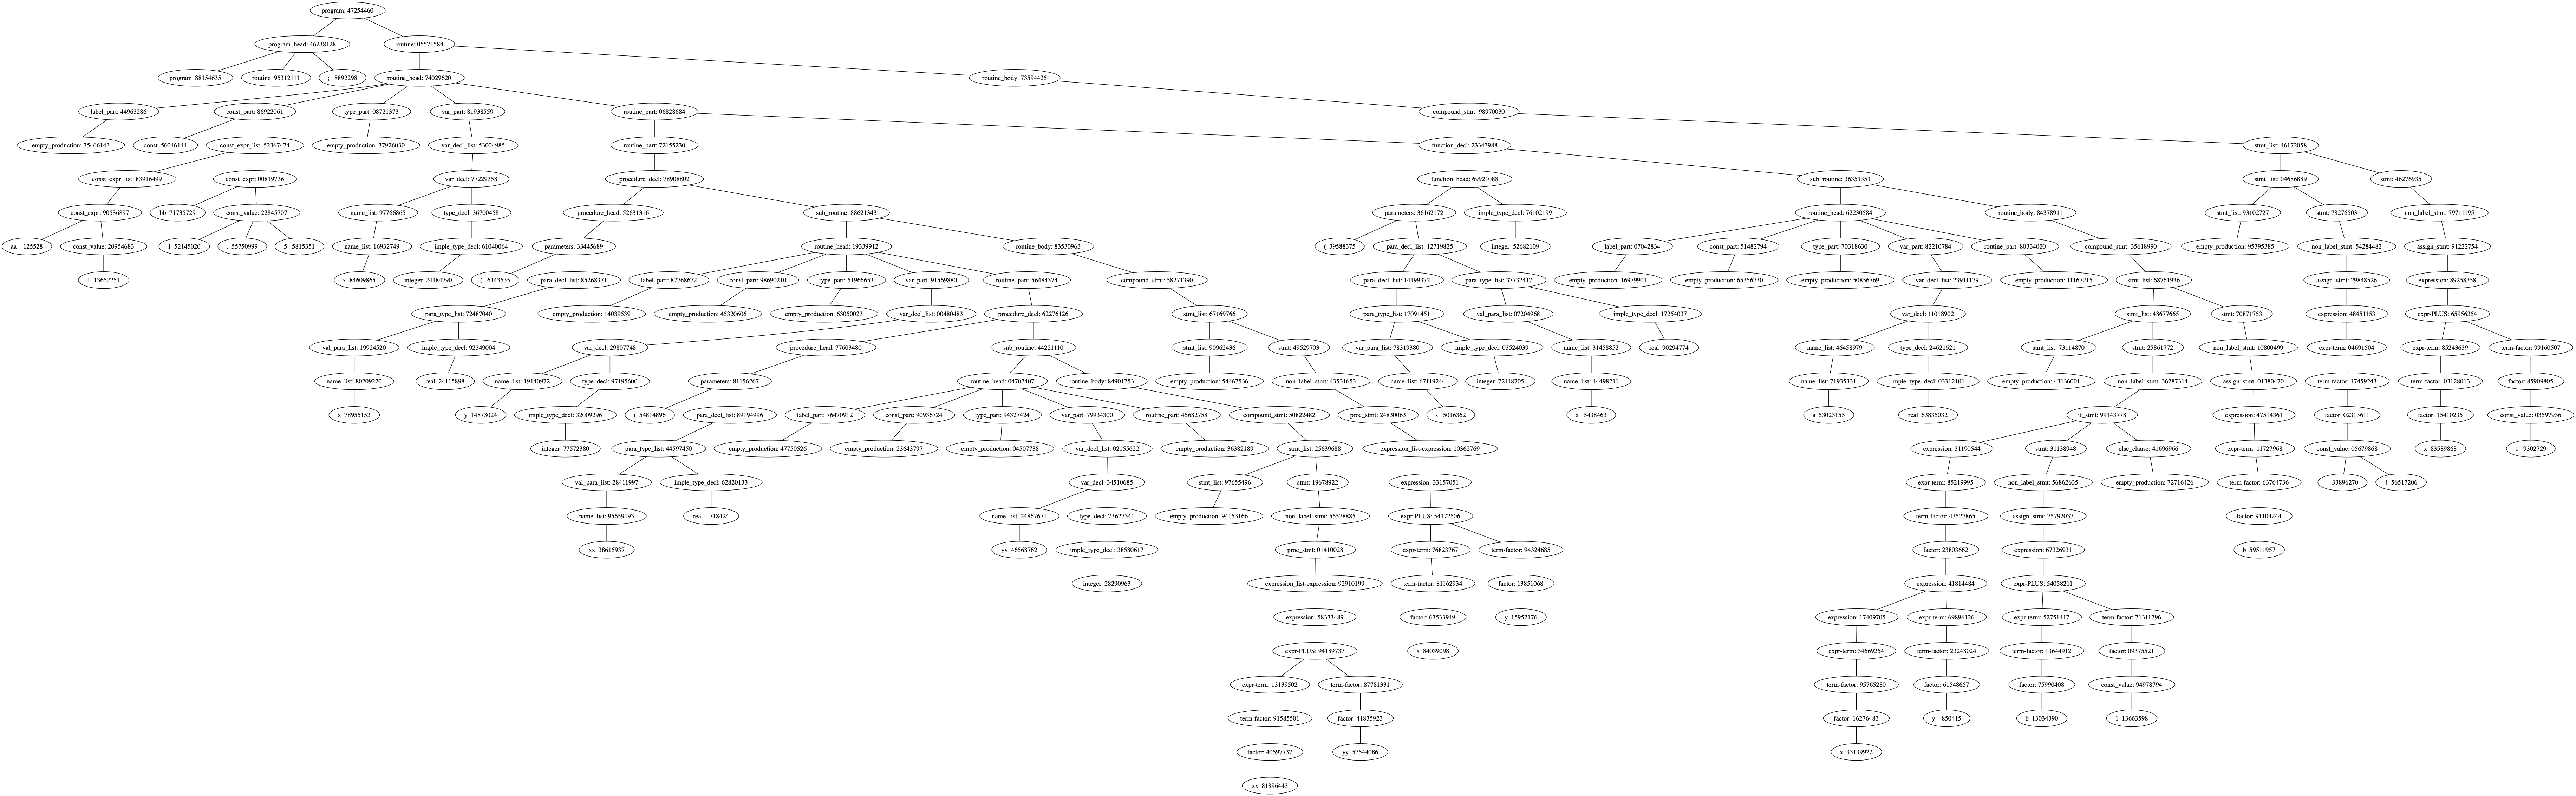 program: 47254460
program_head: 46238128
routine: 05571584
program 88154635
routine 95312111
; 8892298
routine_head: 74029620
routine_body: 73594425
label_part: 44963286
const_part: 86922061
type_part: 08721373
var_part: 81938559
routine_part: 06828684
compound_stmt: 98970030
empty_production: 75466143
const 56046144
const_expr_list: 52367474
empty_production: 37926030
var_decl_list: 53004985
routine_part: 72155230
function_decl: 23343988
stmt_list: 46172058
const_expr_list: 83916499
const_expr: 00819736
var_decl: 77229358
procedure_decl: 78908802
function_head: 69921088
sub_routine: 36351351
stmt_list: 04686889
stmt: 46276935
const_expr: 90536897
bb 71735729
const_value: 22845707
name_list: 97766865
type_decl: 36700458
procedure_head: 52631316
sub_routine: 88621343
parameters: 36162172
imple_type_decl: 76102199
routine_head: 62230584
routine_body: 84378911
stmt_list: 93102727
stmt: 78276503
non_label_stmt: 79711195
aa 125528
const_value: 20954683
1 52145020
. 55750999
5 5815351
name_list: 16932749
imple_type_decl: 61040064
parameters: 33445689
routine_head: 19339912
routine_body: 83530963
( 39588375
para_decl_list: 12719825
integer 52682109
label_part: 07042834
const_part: 51482794
type_part: 70318630
var_part: 82210784
routine_part: 80334020
compound_stmt: 35618990
empty_production: 95395385
non_label_stmt: 54284482
assign_stmt: 91222754
1 13652251
x 84609865
integer 24184790
( 6143535
para_decl_list: 85268371
label_part: 87768672
const_part: 98690210
type_part: 51966653
var_part: 91569880
routine_part: 56484374
compound_stmt: 58271390
para_decl_list: 14199372
para_type_list: 37732417
empty_production: 16979901
empty_production: 65356730
empty_production: 50856769
var_decl_list: 23911179
empty_production: 11167215
stmt_list: 68761936
assign_stmt: 29848526
expression: 89258358
para_type_list: 72487040
empty_production: 14039539
empty_production: 45320606
empty_production: 63050023
var_decl_list: 00480483
procedure_decl: 62276126
stmt_list: 67169766
para_type_list: 17091451
val_para_list: 07204968
imple_type_decl: 17254037
var_decl: 11018902
stmt_list: 48677665
stmt: 70871753
expression: 48451153
expr-PLUS: 65956354
val_para_list: 19924520
imple_type_decl: 92349004
var_decl: 29807748
procedure_head: 77603480
sub_routine: 44221110
stmt_list: 90962436
stmt: 49529703
var_para_list: 78319380
imple_type_decl: 03524039
name_list: 31458852
real 90294774
name_list: 46458979
type_decl: 24621621
stmt_list: 73114870
stmt: 25861772
non_label_stmt: 10800499
expr-term: 04691504
expr-term: 85243639
term-factor: 99160507
name_list: 80209220
real 24115898
name_list: 19140972
type_decl: 97195600
parameters: 81156267
routine_head: 04707407
routine_body: 84901753
empty_production: 54467536
non_label_stmt: 43531653
name_list: 67119244
integer 72118705
name_list: 44498211
name_list: 71935331
imple_type_decl: 03312101
empty_production: 43136001
non_label_stmt: 36287314
assign_stmt: 01380470
term-factor: 17459243
term-factor: 03128013
factor: 85909805
x 78955153
y 14873024
imple_type_decl: 32009296
( 54814896
para_decl_list: 89194996
label_part: 76470912
const_part: 90936724
type_part: 94327424
var_part: 79934300
routine_part: 45682758
compound_stmt: 50822482
proc_stmt: 24830063
s 5016362
x 5438463
a 53023155
real 63835032
if_stmt: 99143778
expression: 47514361
factor: 02313611
factor: 15410235
const_value: 03597936
integer 77572380
para_type_list: 44597450
empty_production: 47750526
empty_production: 23643797
empty_production: 04507738
var_decl_list: 02155622
empty_production: 36382189
stmt_list: 25639688
expression_list-expression: 10362769
expression: 31190544
stmt: 31138948
else_clause: 41696966
expr-term: 11727968
const_value: 05679868
x 83589868
1 9302729
val_para_list: 28411997
imple_type_decl: 62820133
var_decl: 34510685
stmt_list: 97655496
stmt: 19678922
expression: 33157051
expr-term: 85219995
non_label_stmt: 56862635
empty_production: 72716426
term-factor: 63764736
- 33896270
4 56517206
name_list: 95659193
real 718424
name_list: 24867671
type_decl: 73627341
empty_production: 94153166
non_label_stmt: 55578885
expr-PLUS: 54172506
term-factor: 43527865
assign_stmt: 75792037
factor: 91104244
xx 38615937
yy 46568762
imple_type_decl: 38580617
proc_stmt: 01410028
expr-term: 76823767
term-factor: 94324685
factor: 23803662
expression: 67326931
b 59511957
integer 28290963
expression_list-expression: 92910199
term-factor: 81162934
factor: 13851068
expression: 41814484
expr-PLUS: 54058211
expression: 58333489
factor: 63533949
y 15952176
expression: 17409705
expr-term: 69896126
expr-term: 52751417
term-factor: 71311796
expr-PLUS: 94189737
x 84039098
expr-term: 34669254
term-factor: 23248024
term-factor: 13644912
factor: 09375521
expr-term: 13139502
term-factor: 87781331
term-factor: 95765280
factor: 61548657
factor: 75990408
const_value: 94978794
term-factor: 91585501
factor: 41835923
factor: 16276483
y 850415
b 13034390
1 13663598
factor: 40597737
yy 57544086
x 33139922
xx 81896443